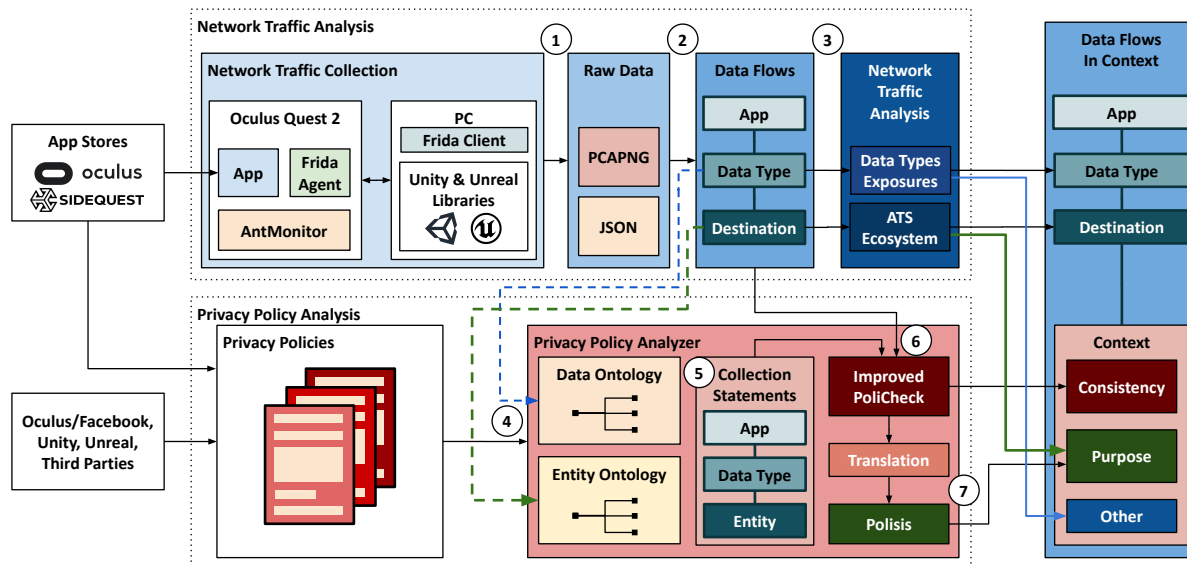 Network Traffic Analysis
1
2
3
Network Traffic Collection
Oculus Quest 2
App
Frida
Agent
AntMonitor
PC
Frida Client
Unity & Unreal
Libraries
Raw Data
PCAPNG
JSON
Data Flows
App
Data Type
Destination
Network
Traffic
Analysis
Data Types
Exposures
ATS
Ecosystem
Data Flows
In Context
App
Data Type
Destination
Context
Consistency
Purpose
Other
App Stores
oculus
SIDEQUEST
Oculus/Facebook,
Unity, Unreal,
Third Parties
Privacy Policy Analysis
Privacy Policies
4
Privacy Policy Analyzer
Data Ontology
Entity Ontology
5
Collection
Statements
App
Data Type
Entity
6
Improved
PoliCheck
Translation
7
Polisis